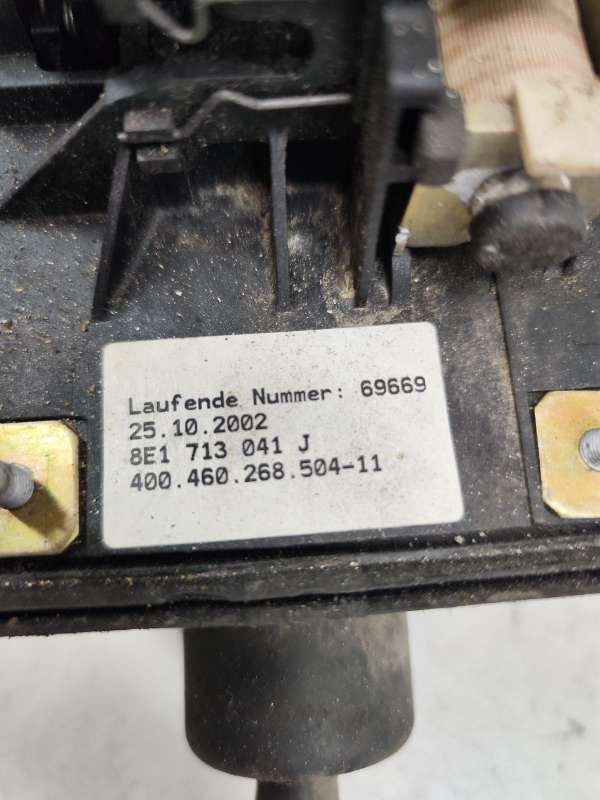 Laufende Nummer: 69669
25.10.2002
8E1 713 041 J
400.460.268.504-11